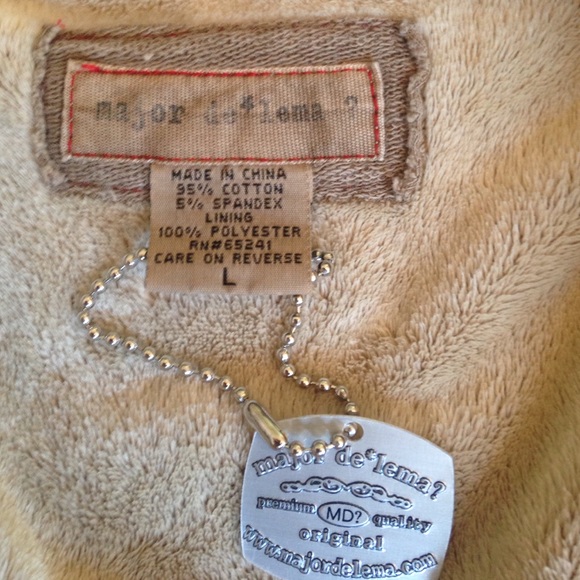 major de*lema ?
MADE IN CHINA
95% COTTON
5% SPANDEX
LINING
100% POLYESTER
RN#65241
CARE ON REVERSE
L
major de*lema?
premium MD? quality
original
www.majordelema.com